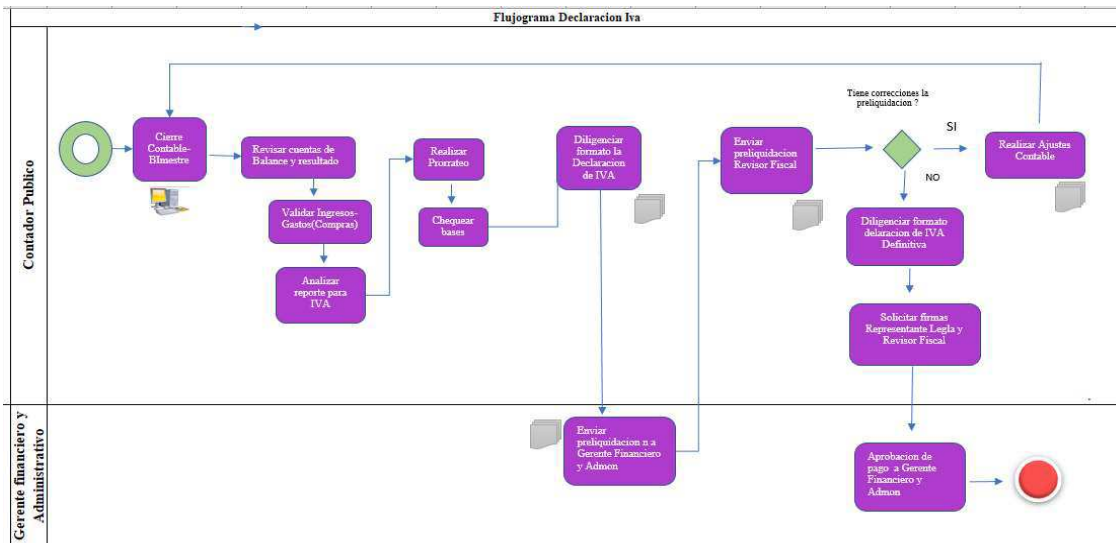 Flujograma Declaracion Iva
Contador Publico
Cierre
Contable-
BImestre
Revisar cuentas de
Balance y resultado
Validar Ingresos-
Gastos(Compras)
Analizar
reporte para
IVA
Realizar
Prorrateo
Chequear
bases
Diligenciar
formato la
Declaracion
de IVA
Enviar
preliquidacion
Revisor Fiscal
Tiene correcciones la
preliquidacion ?
SI
NO
Realizar Ajustes
Contable
Diligenciar formato
delaracion de IVA
Definitiva
Solicitar firmas
Representante Legla y
Revisor Fiscal
Gerente financiero y
Administrativo
Enviar
preliquidacion n a
Gerente Financiero
y Admon
Aprobacion de
pago a Gerente
Financiero y
Admon